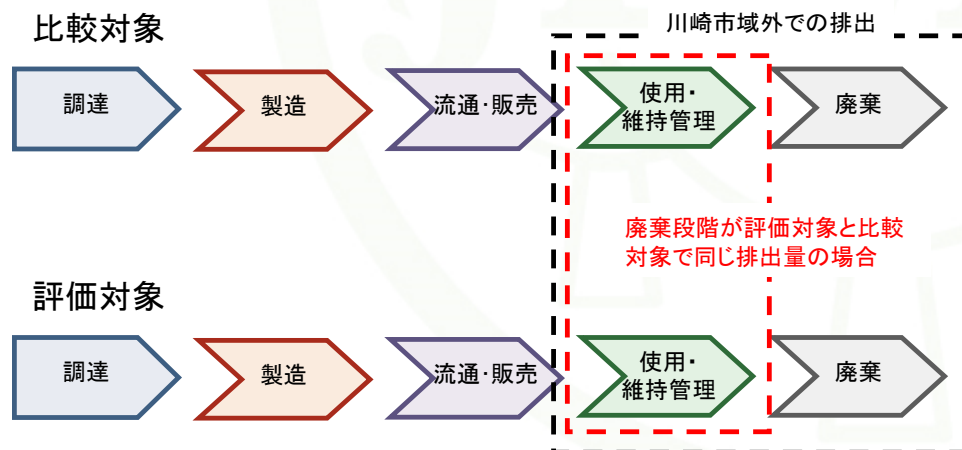 比較対象
川崎市域外での排出
調達
製造
流通・販売
使用・
維持管理
廃棄
廃棄段階が評価対象と比較
対象で同じ排出量の場合
評価対象
調達
製造
流通・販売
使用・
維持管理
廃棄